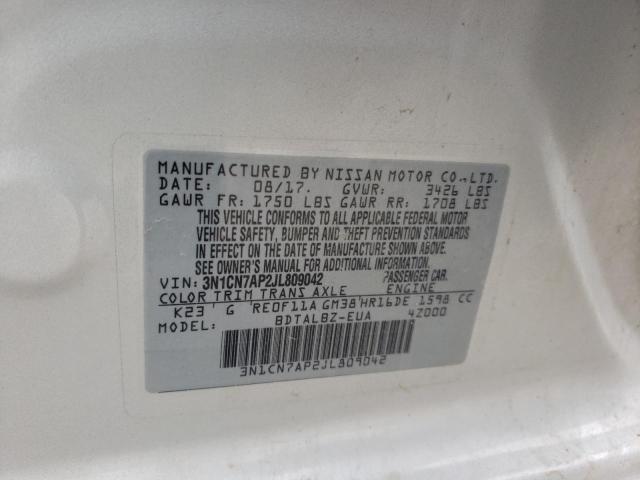 MANUFACTURED BY NISSAN MOTOR CO.,LTD.
DATE: 08/17. GVWR: 3426 LBS
GAWR FR: 1750 LBS GAWR RR: 1708 LBS
THIS VEHICLE CONFORMS TO ALL APPLICABLE FEDERAL MOTOR
VEHICLE SAFETY, BUMPER AND THEFT PREVENTION STANDARDS
IN EFFECT ON THE DATE OF MANUFACTURE SHOWN ABOVE.
SEE OWNER'S MANUAL FOR ADDITIONAL INFORMATION
VIN: 3N1CN7AP2JL809042 PASSENGER CAR.
COLOR TRIM TRANS AXLE ENGINE
K23 G RE0F11A GM38 HR16DE 1598 CC
MODEL: BDTALBZ-EUA 4Z000
3N1CN7AP2JL809042